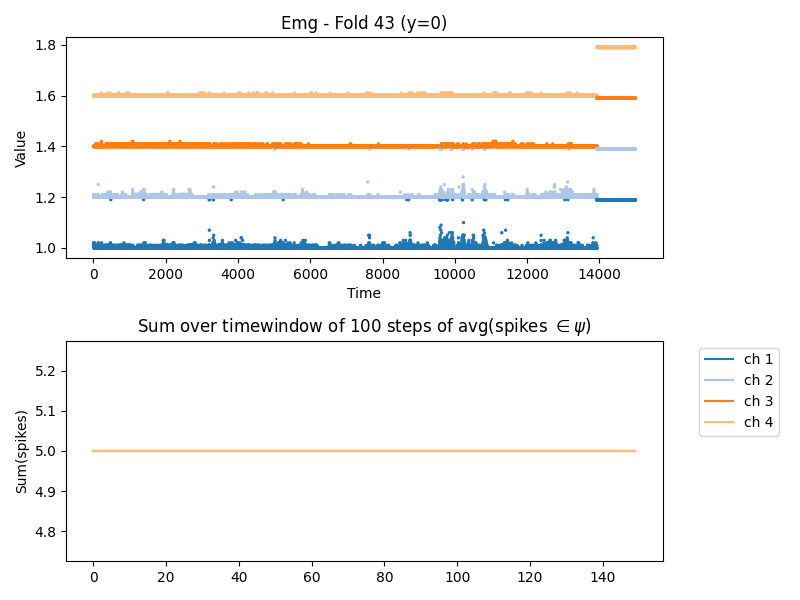 Emg - Fold 43 (y=0)
Value
1.8
1.6
1.4
1.2
1.0
0 2000 4000 6000 8000 10000 12000 14000
Time
Sum over timewindow of 100 steps of avg(spikes ∈ ψ)
Sum(spikes)
5.2
5.1
5.0
4.9
4.8
0 20 40 60 80 100 120 140
ch 1
ch 2
ch 3
ch 4